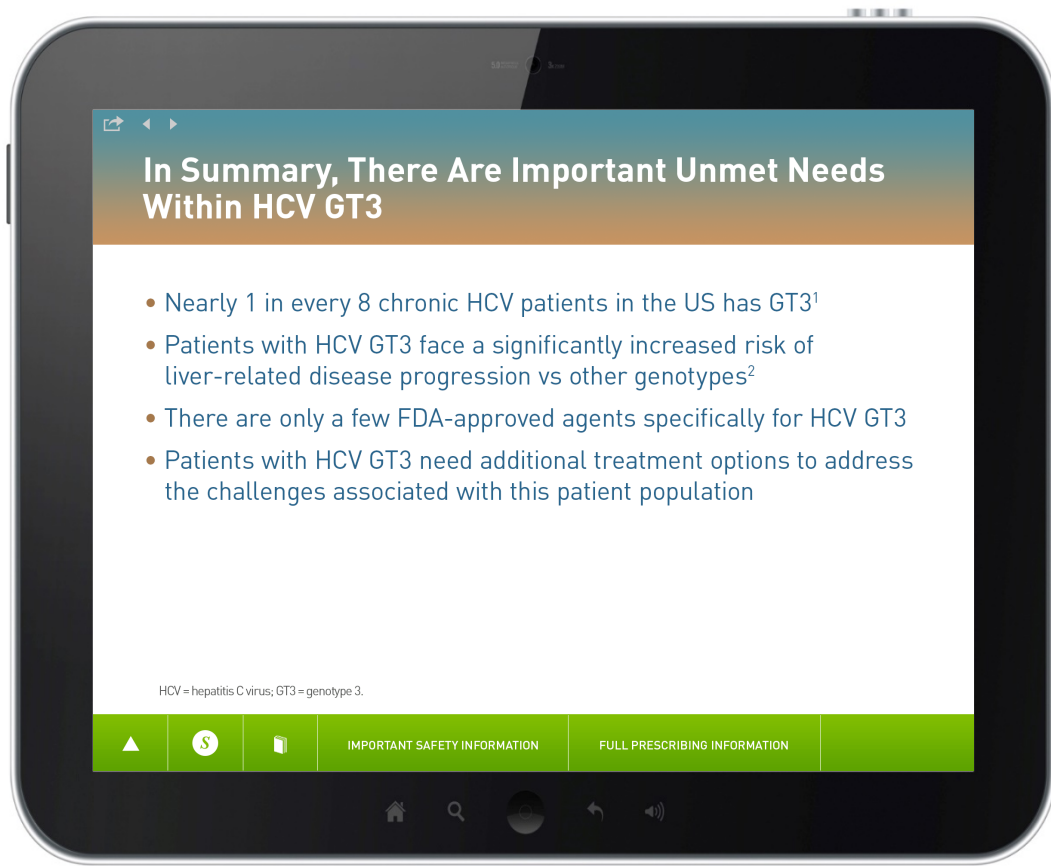 In Summary, There Are Important Unmet Needs
Within HCV GT3
• Nearly 1 in every 8 chronic HCV patients in the US has GT3¹
• Patients with HCV GT3 face a significantly increased risk of
liver-related disease progression vs other genotypes²
• There are only a few FDA-approved agents specifically for HCV GT3
• Patients with HCV GT3 need additional treatment options to address
the challenges associated with this patient population
HCV = hepatitis C virus; GT3 = genotype 3.
S
IMPORTANT SAFETY INFORMATION
FULL PRESCRIBING INFORMATION